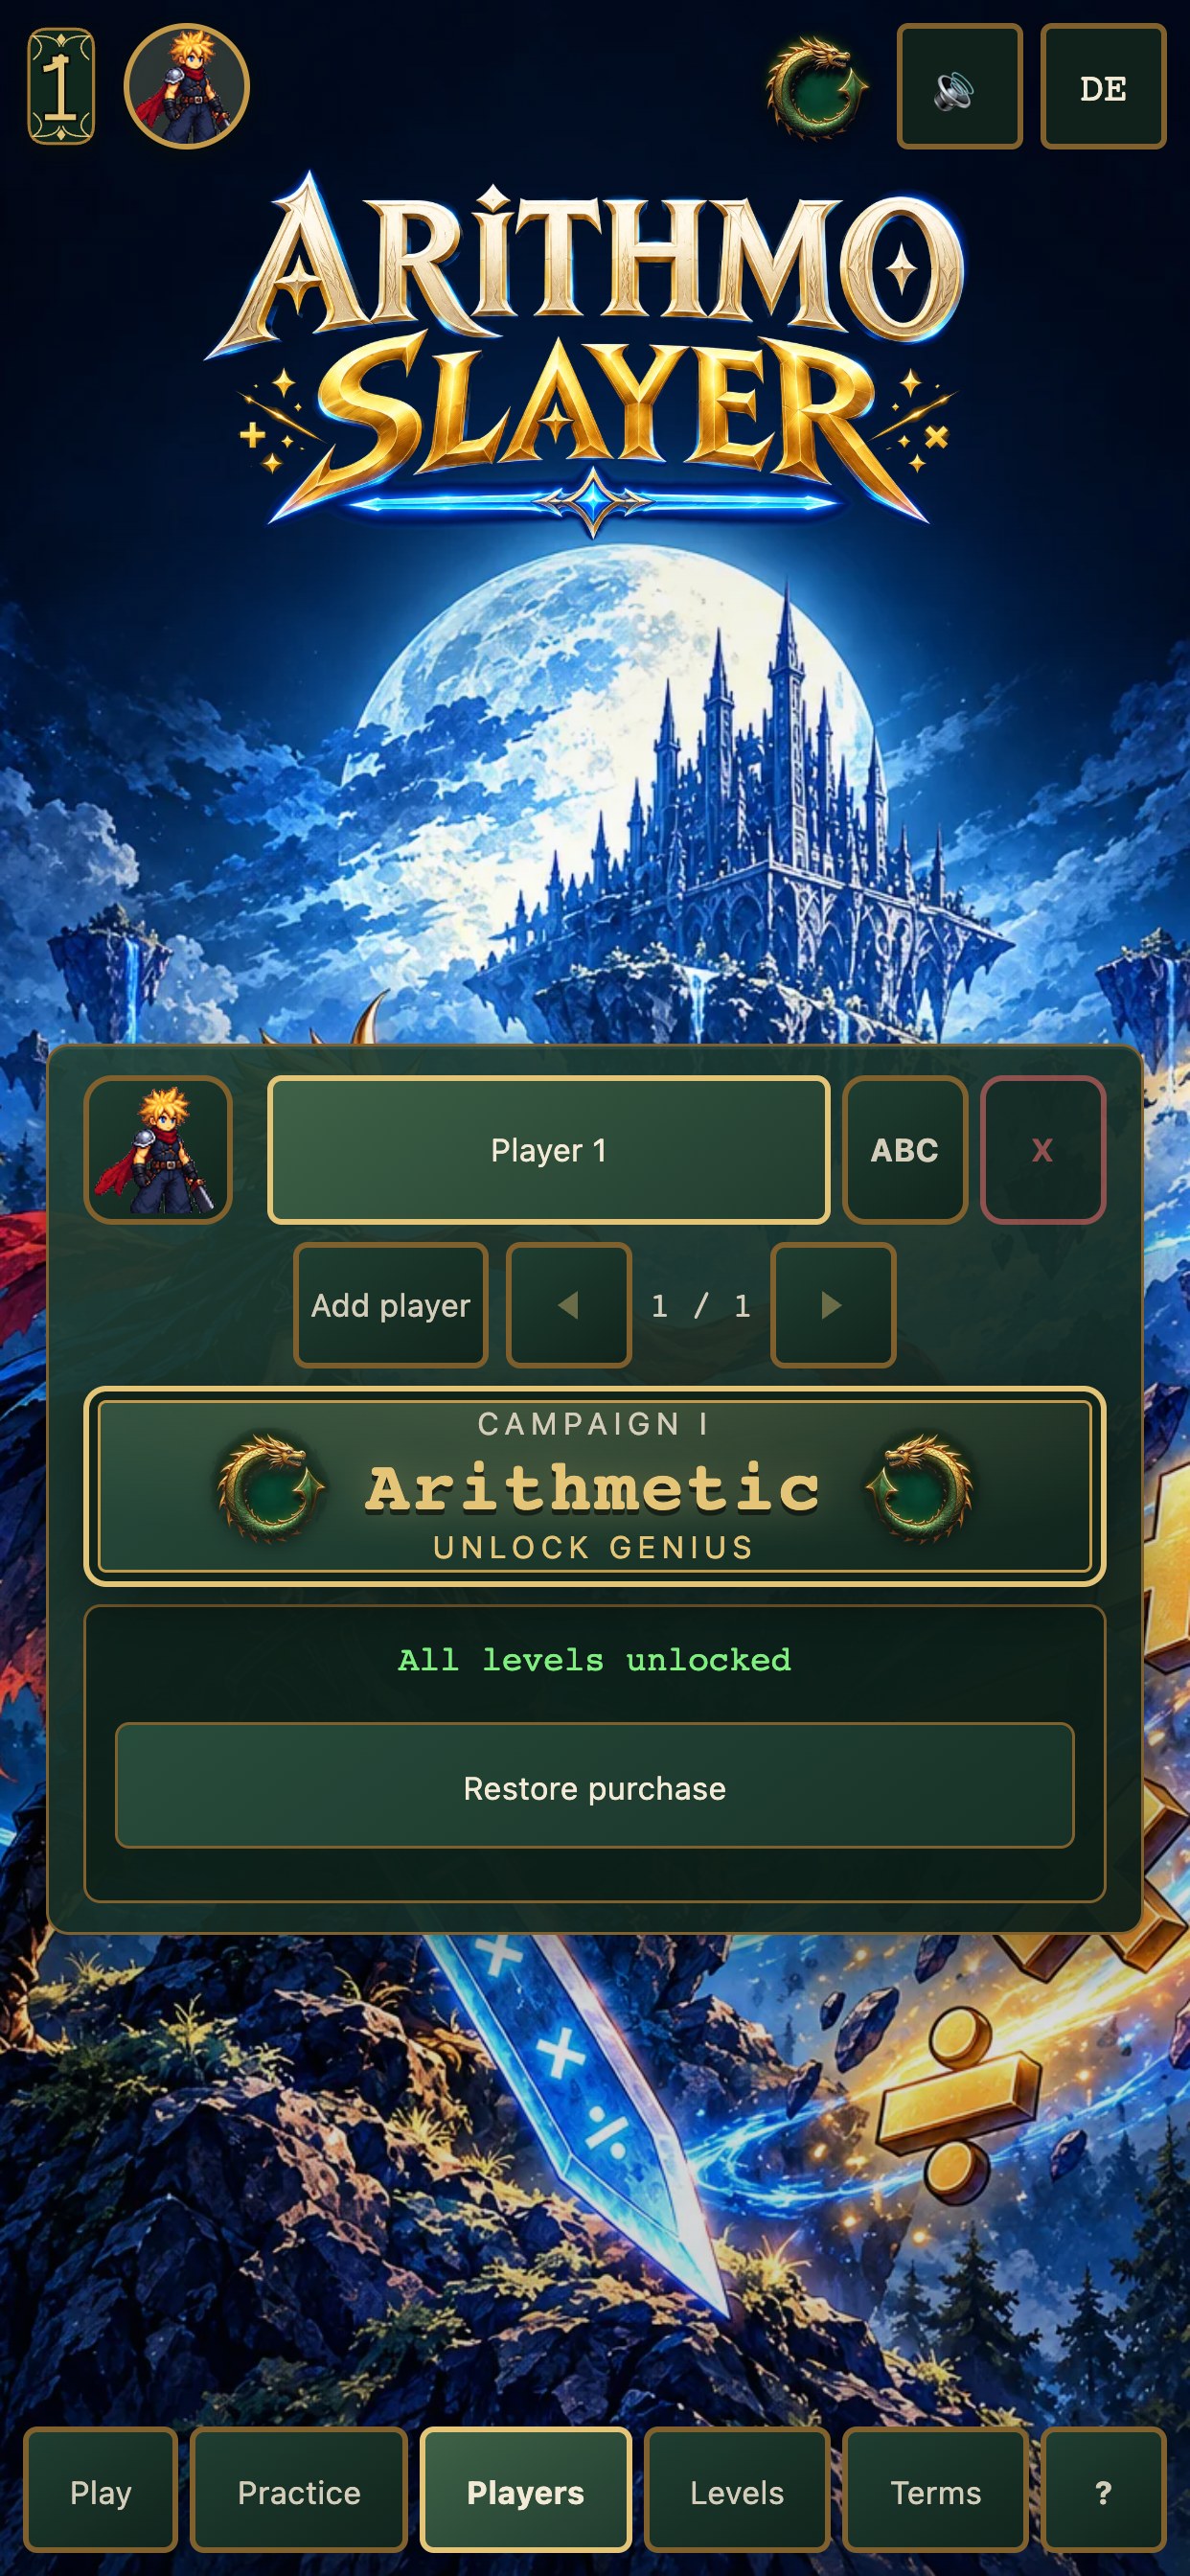 1
DE
ARiTHMO
SLAYER
Player 1
ABC
X
Add player
1 / 1
CAMPAIGN I
Arithmetic
UNLOCK GENIUS
All levels unlocked
Restore purchase
Play
Practice
Players
Levels
Terms
?